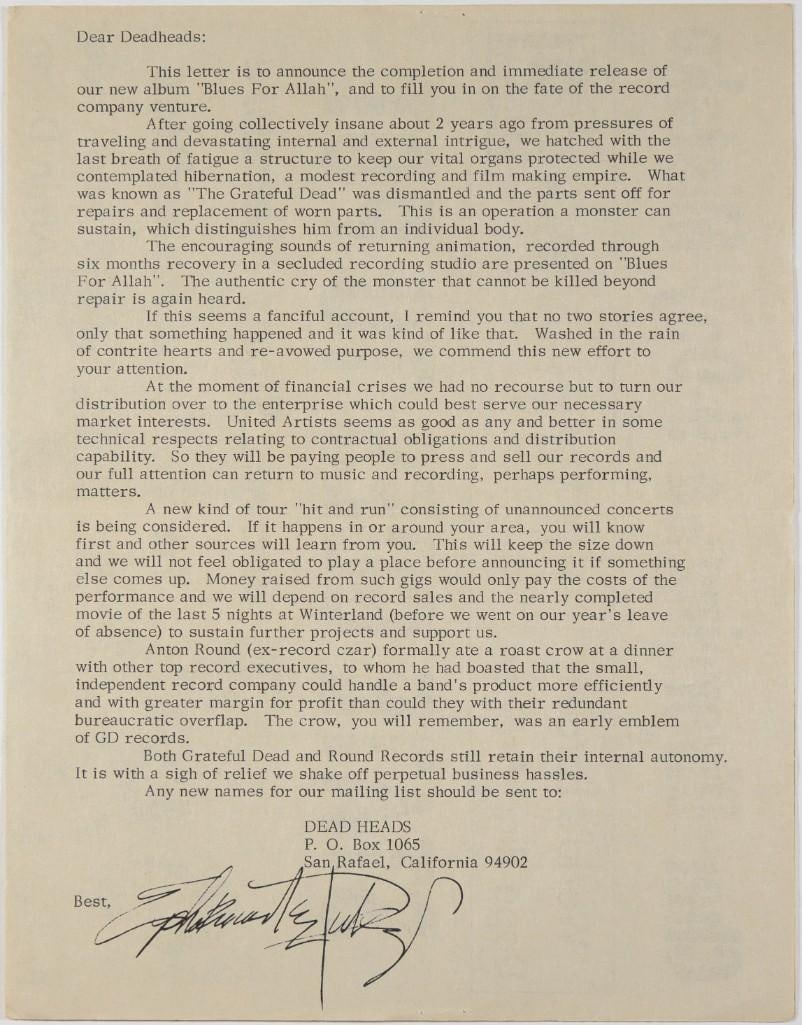 Dear Deadheads:
This letter is to announce the completion and immediate release of
our new album "Blues For Allah", and to fill you in on the fate of the record
company venture.
After going collectively insane about 2 years ago from pressures of
traveling and devastating internal and external intrigue, we hatched with the
last breath of fatigue a structure to keep our vital organs protected while we
contemplated hibernation, a modest recording and film making empire. What
was known as "The Grateful Dead" was dismantled and the parts sent off for
repairs and replacement of worn parts. This is an operation a monster can
sustain, which distinguishes him from an individual body.
The encouraging sounds of returning animation, recorded through
six months recovery in a secluded recording studio are presented on "Blues
For Allah". The authentic cry of the monster that cannot be killed beyond
repair is again heard.
If this seems a fanciful account, I remind you that no two stories agree,
only that something happened and it was kind of like that. Washed in the rain
of contrite hearts and re-avowed purpose, we commend this new effort to
your attention.
At the moment of financial crises we had no recourse but to turn our
distribution over to the enterprise which could best serve our necessary
market interests. United Artists seems as good as any and better in some
technical respects relating to contractual obligations and distribution
capability. So they will be paying people to press and sell our records and
our full attention can return to music and recording, perhaps performing,
matters.
A new kind of tour "hit and run" consisting of unannounced concerts
is being considered. If it happens in or around your area, you will know
first and other sources will learn from you. This will keep the size down
and we will not feel obligated to play a place before announcing it if something
else comes up. Money raised from such gigs would only pay the costs of the
performance and we will depend on record sales and the nearly completed
movie of the last 5 nights at Winterland (before we went on our year's leave
of absence) to sustain further projects and support us.
Anton Round (ex-record czar) formally ate a roast crow at a dinner
with other top record executives, to whom he had boasted that the small,
independent record company could handle a band's product more efficiently
and with greater margin for profit than could they with their redundant
bureaucratic overflap. The crow, you will remember, was an early emblem
of GD records.
Both Grateful Dead and Round Records still retain their internal autonomy.
It is with a sigh of relief we shake off perpetual business hassles.
Any new names for our mailing list should be sent to:
DEAD HEADS
P. O. Box 1065
San Rafael, California 94902
Best,